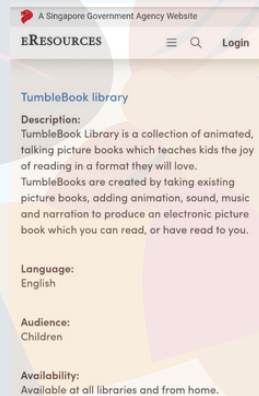 A Singapore Government Agency Website
eRESOURCES
Login
TumbleBook library
Description:
TumbleBook Library is a collection of animated,
talking picture books which teaches kids the joy
of reading in a format they will love.
TumbleBooks are created by taking existing
picture books, adding animation, sound, music
and narration to produce an electronic picture
book which you can read, or have read to you.
Language:
English
Audience:
Children
Availability:
Available at all libraries and from home.